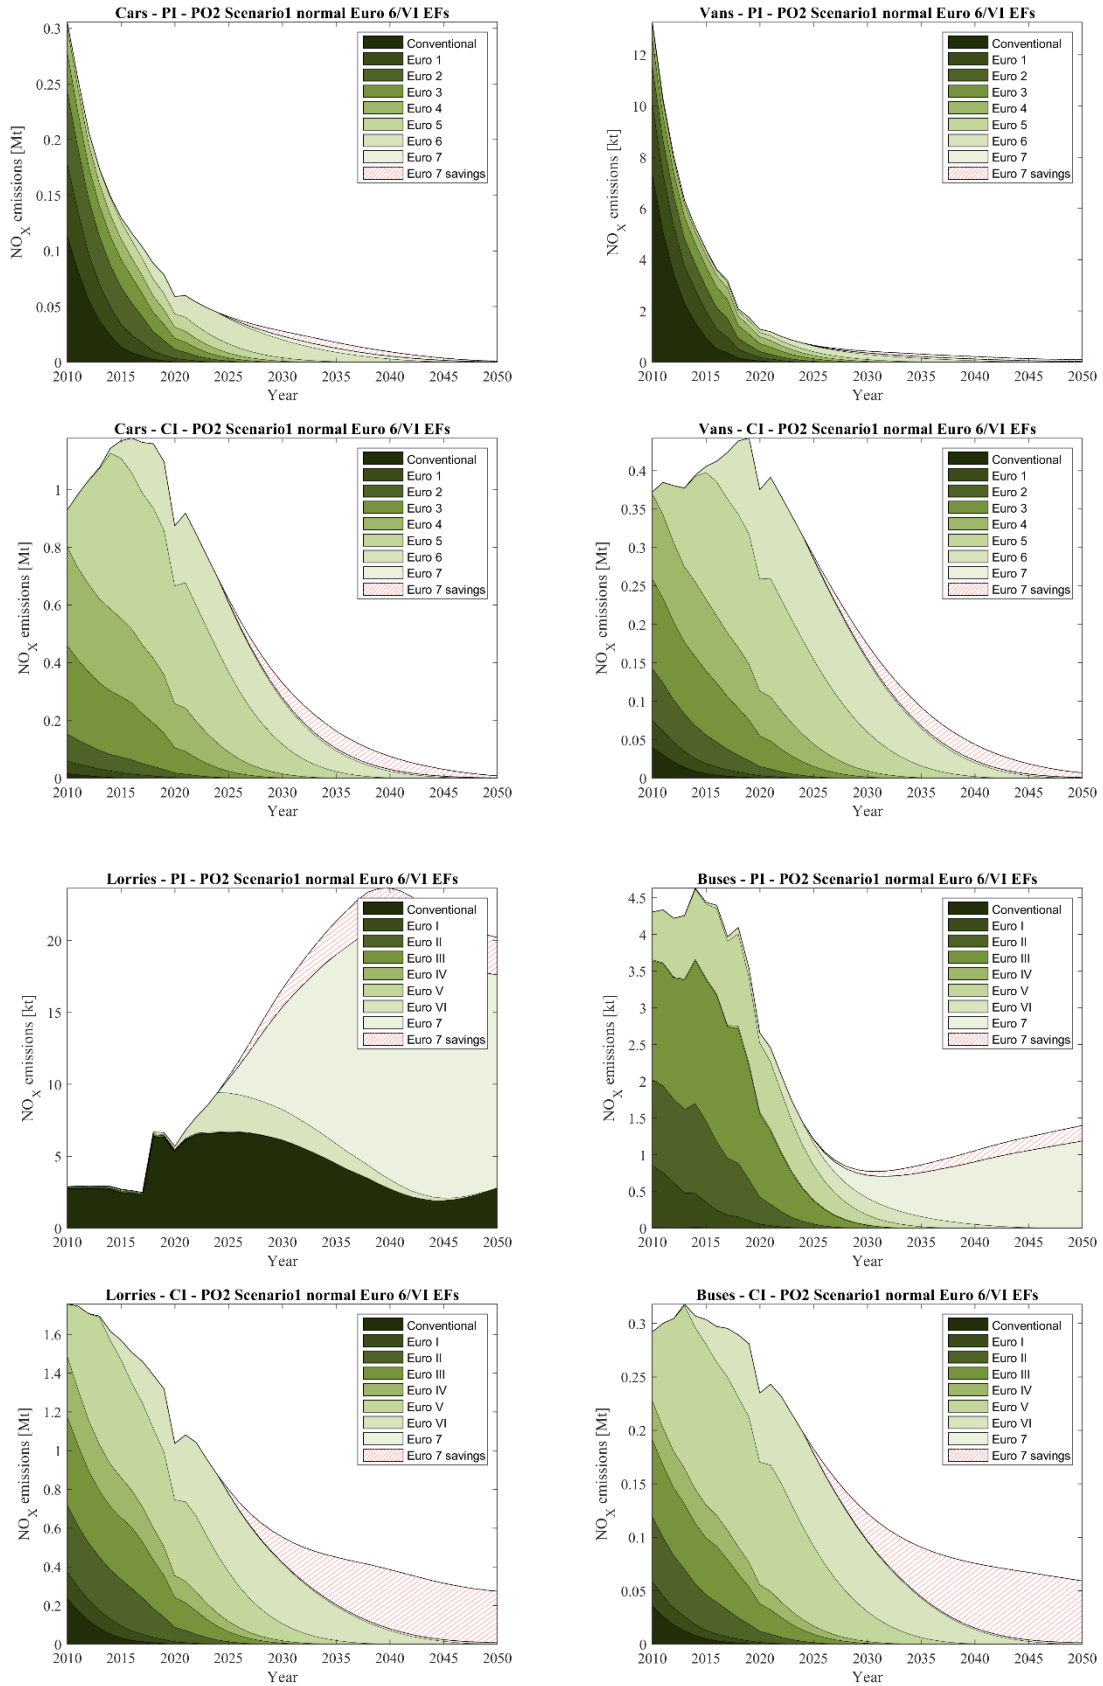 Cars - PI - PO2 Scenario1 normal Euro 6/VI EFs
NOX emissions [Mt]
0.3
0.25
0.2
0.15
0.1
0.05
0
2010 2015 2020 2025 2030 2035 2040 2045 2050
Year
Conventional
Euro 1
Euro 2
Euro 3
Euro 4
Euro 5
Euro 6
Euro 7
Euro 7 savings
Vans - PI - PO2 Scenario1 normal Euro 6/VI EFs
NOX emissions [kt]
12
10
8
6
4
2
0
2010 2015 2020 2025 2030 2035 2040 2045 2050
Year
Conventional
Euro 1
Euro 2
Euro 3
Euro 4
Euro 5
Euro 6
Euro 7
Euro 7 savings
Cars - CI - PO2 Scenario1 normal Euro 6/VI EFs
NOX emissions [Mt]
1
0.8
0.6
0.4
0.2
0
2010 2015 2020 2025 2030 2035 2040 2045 2050
Year
Conventional
Euro 1
Euro 2
Euro 3
Euro 4
Euro 5
Euro 6
Euro 7
Euro 7 savings
Vans - CI - PO2 Scenario1 normal Euro 6/VI EFs
NOX emissions [Mt]
0.4
0.35
0.3
0.25
0.2
0.15
0.1
0.05
0
2010 2015 2020 2025 2030 2035 2040 2045 2050
Year
Conventional
Euro 1
Euro 2
Euro 3
Euro 4
Euro 5
Euro 6
Euro 7
Euro 7 savings
Lorries - PI - PO2 Scenario1 normal Euro 6/VI EFs
NOX emissions [kt]
20
15
10
5
0
2010 2015 2020 2025 2030 2035 2040 2045 2050
Year
Conventional
Euro I
Euro II
Euro III
Euro IV
Euro V
Euro VI
Euro 7
Euro 7 savings
Buses - PI - PO2 Scenario1 normal Euro 6/VI EFs
NOX emissions [kt]
4.5
4
3.5
3
2.5
2
1.5
1
0.5
0
2010 2015 2020 2025 2030 2035 2040 2045 2050
Year
Conventional
Euro I
Euro II
Euro III
Euro IV
Euro V
Euro VI
Euro 7
Euro 7 savings
Lorries - CI - PO2 Scenario1 normal Euro 6/VI EFs
NOX emissions [Mt]
1.6
1.4
1.2
1
0.8
0.6
0.4
0.2
0
2010 2015 2020 2025 2030 2035 2040 2045 2050
Year
Conventional
Euro I
Euro II
Euro III
Euro IV
Euro V
Euro VI
Euro 7
Euro 7 savings
Buses - CI - PO2 Scenario1 normal Euro 6/VI EFs
NOX emissions [Mt]
0.3
0.25
0.2
0.15
0.1
0.05
0
2010 2015 2020 2025 2030 2035 2040 2045 2050
Year
Conventional
Euro I
Euro II
Euro III
Euro IV
Euro V
Euro VI
Euro 7
Euro 7 savings